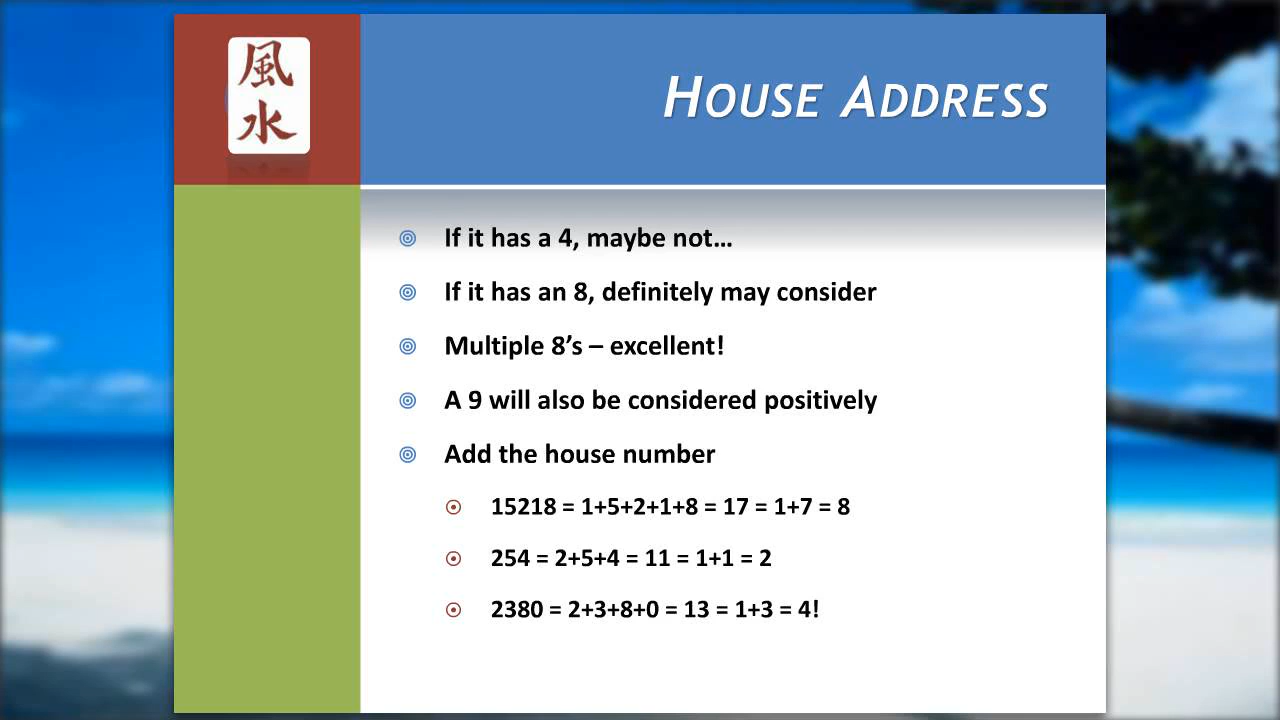 風
水
HOUSE ADDRESS
If it has a 4, maybe not…
If it has an 8, definitely may consider
Multiple 8’s – excellent!
A 9 will also be considered positively
Add the house number
15218 = 1+5+2+1+8 = 17 = 1+7 = 8
254 = 2+5+4 = 11 = 1+1 = 2
2380 = 2+3+8+0 = 13 = 1+3 = 4!